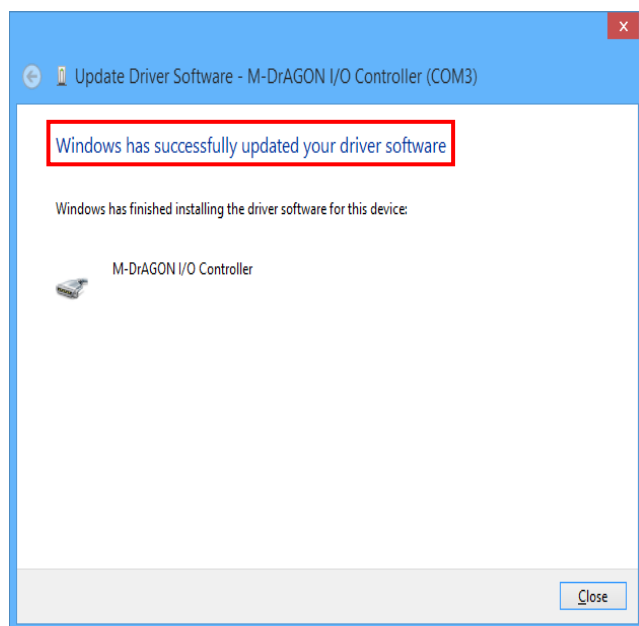 x
Update Driver Software - M-DrAGON I/O Controller (COM3)
Windows has successfully updated your driver software
Windows has finished installing the driver software for this device:
M-DrAGON I/O Controller
Close